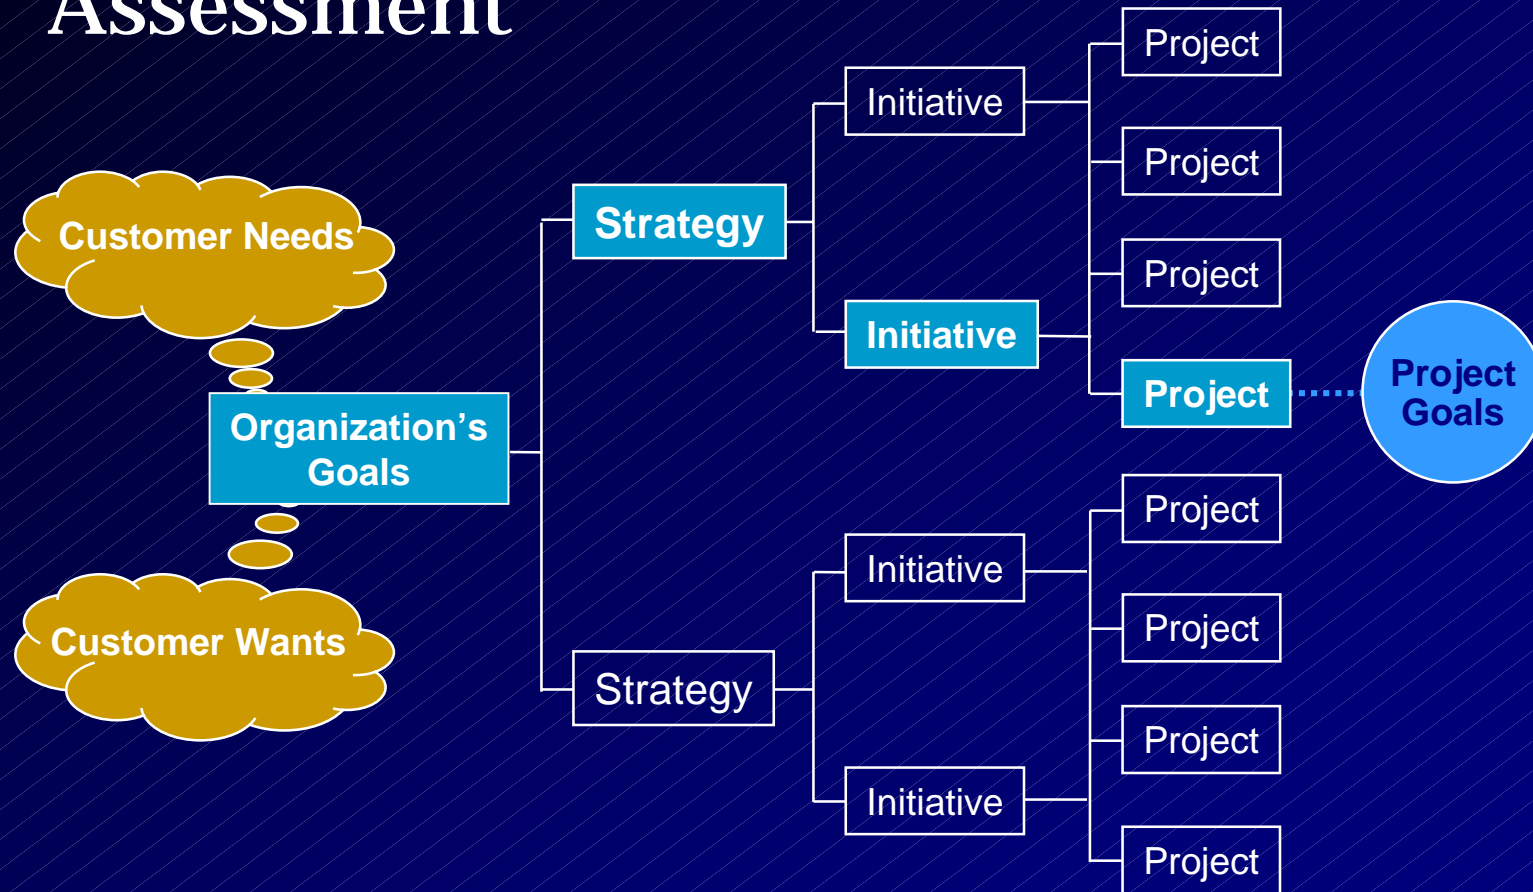 Assessment
Customer Needs
Organization’s
Goals
Customer Wants
Strategy
Strategy
Initiative
Initiative
Initiative
Initiative
Project
Project
Project
Project
Project
Project
Project
Project
Project
Goals